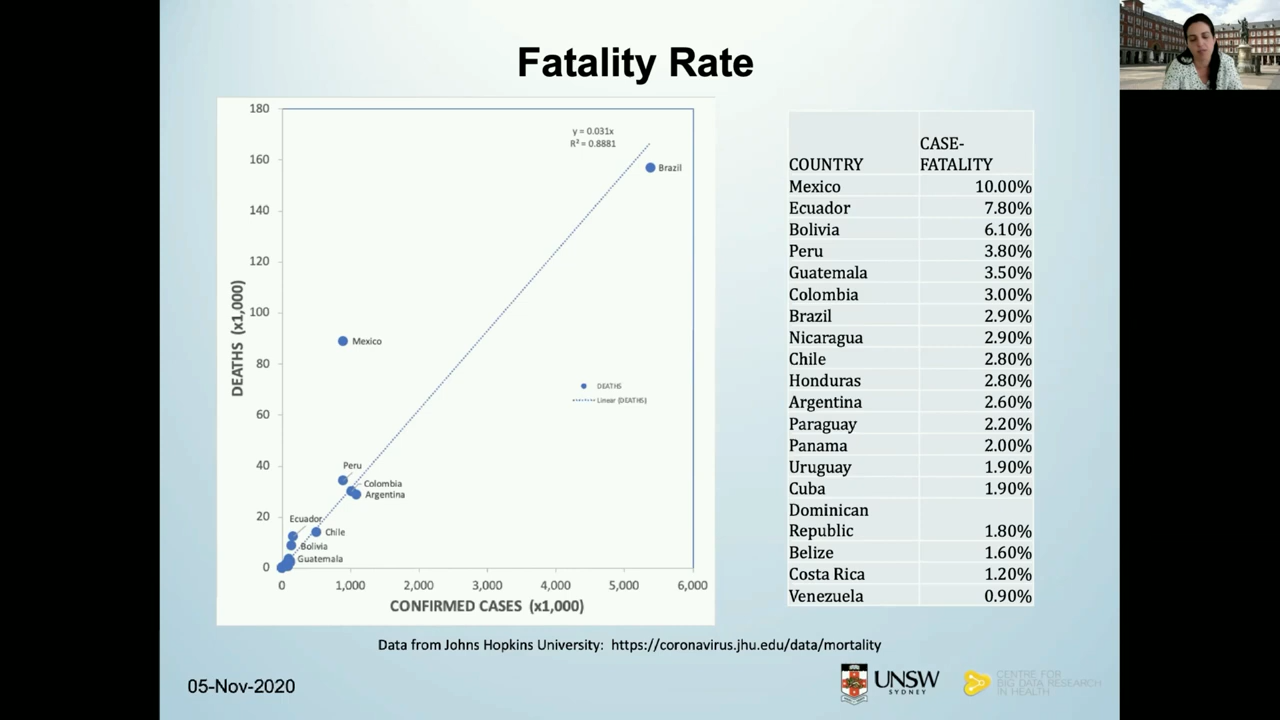 Fatality Rate
180
160
140
120
100
80
60
40
20
0
DEATHS (x1,000)
y = 0.031x
R² = 0.8881
Brazil
Mexico
DEATHS
Linear (DEATHS)
Peru
Colombia
Argentina
Ecuador
Chile
Bolivia
Guatemala
0 1,000 2,000 3,000 4,000 5,000 6,000
CONFIRMED CASES (x1,000)
COUNTRY CASE-FATALITY
Mexico 10.00%
Ecuador 7.80%
Bolivia 6.10%
Peru 3.80%
Guatemala 3.50%
Colombia 3.00%
Brazil 2.90%
Nicaragua 2.90%
Chile 2.80%
Honduras 2.80%
Argentina 2.60%
Paraguay 2.20%
Panama 2.00%
Uruguay 1.90%
Cuba 1.90%
Dominican
Republic 1.80%
Belize 1.60%
Costa Rica 1.20%
Venezuela 0.90%
Data from Johns Hopkins University: https://coronavirus.jhu.edu/data/mortality
05-Nov-2020
UNSW
SYDNEY
CENTRE FOR
BIG DATA RESEARCH
IN HEALTH